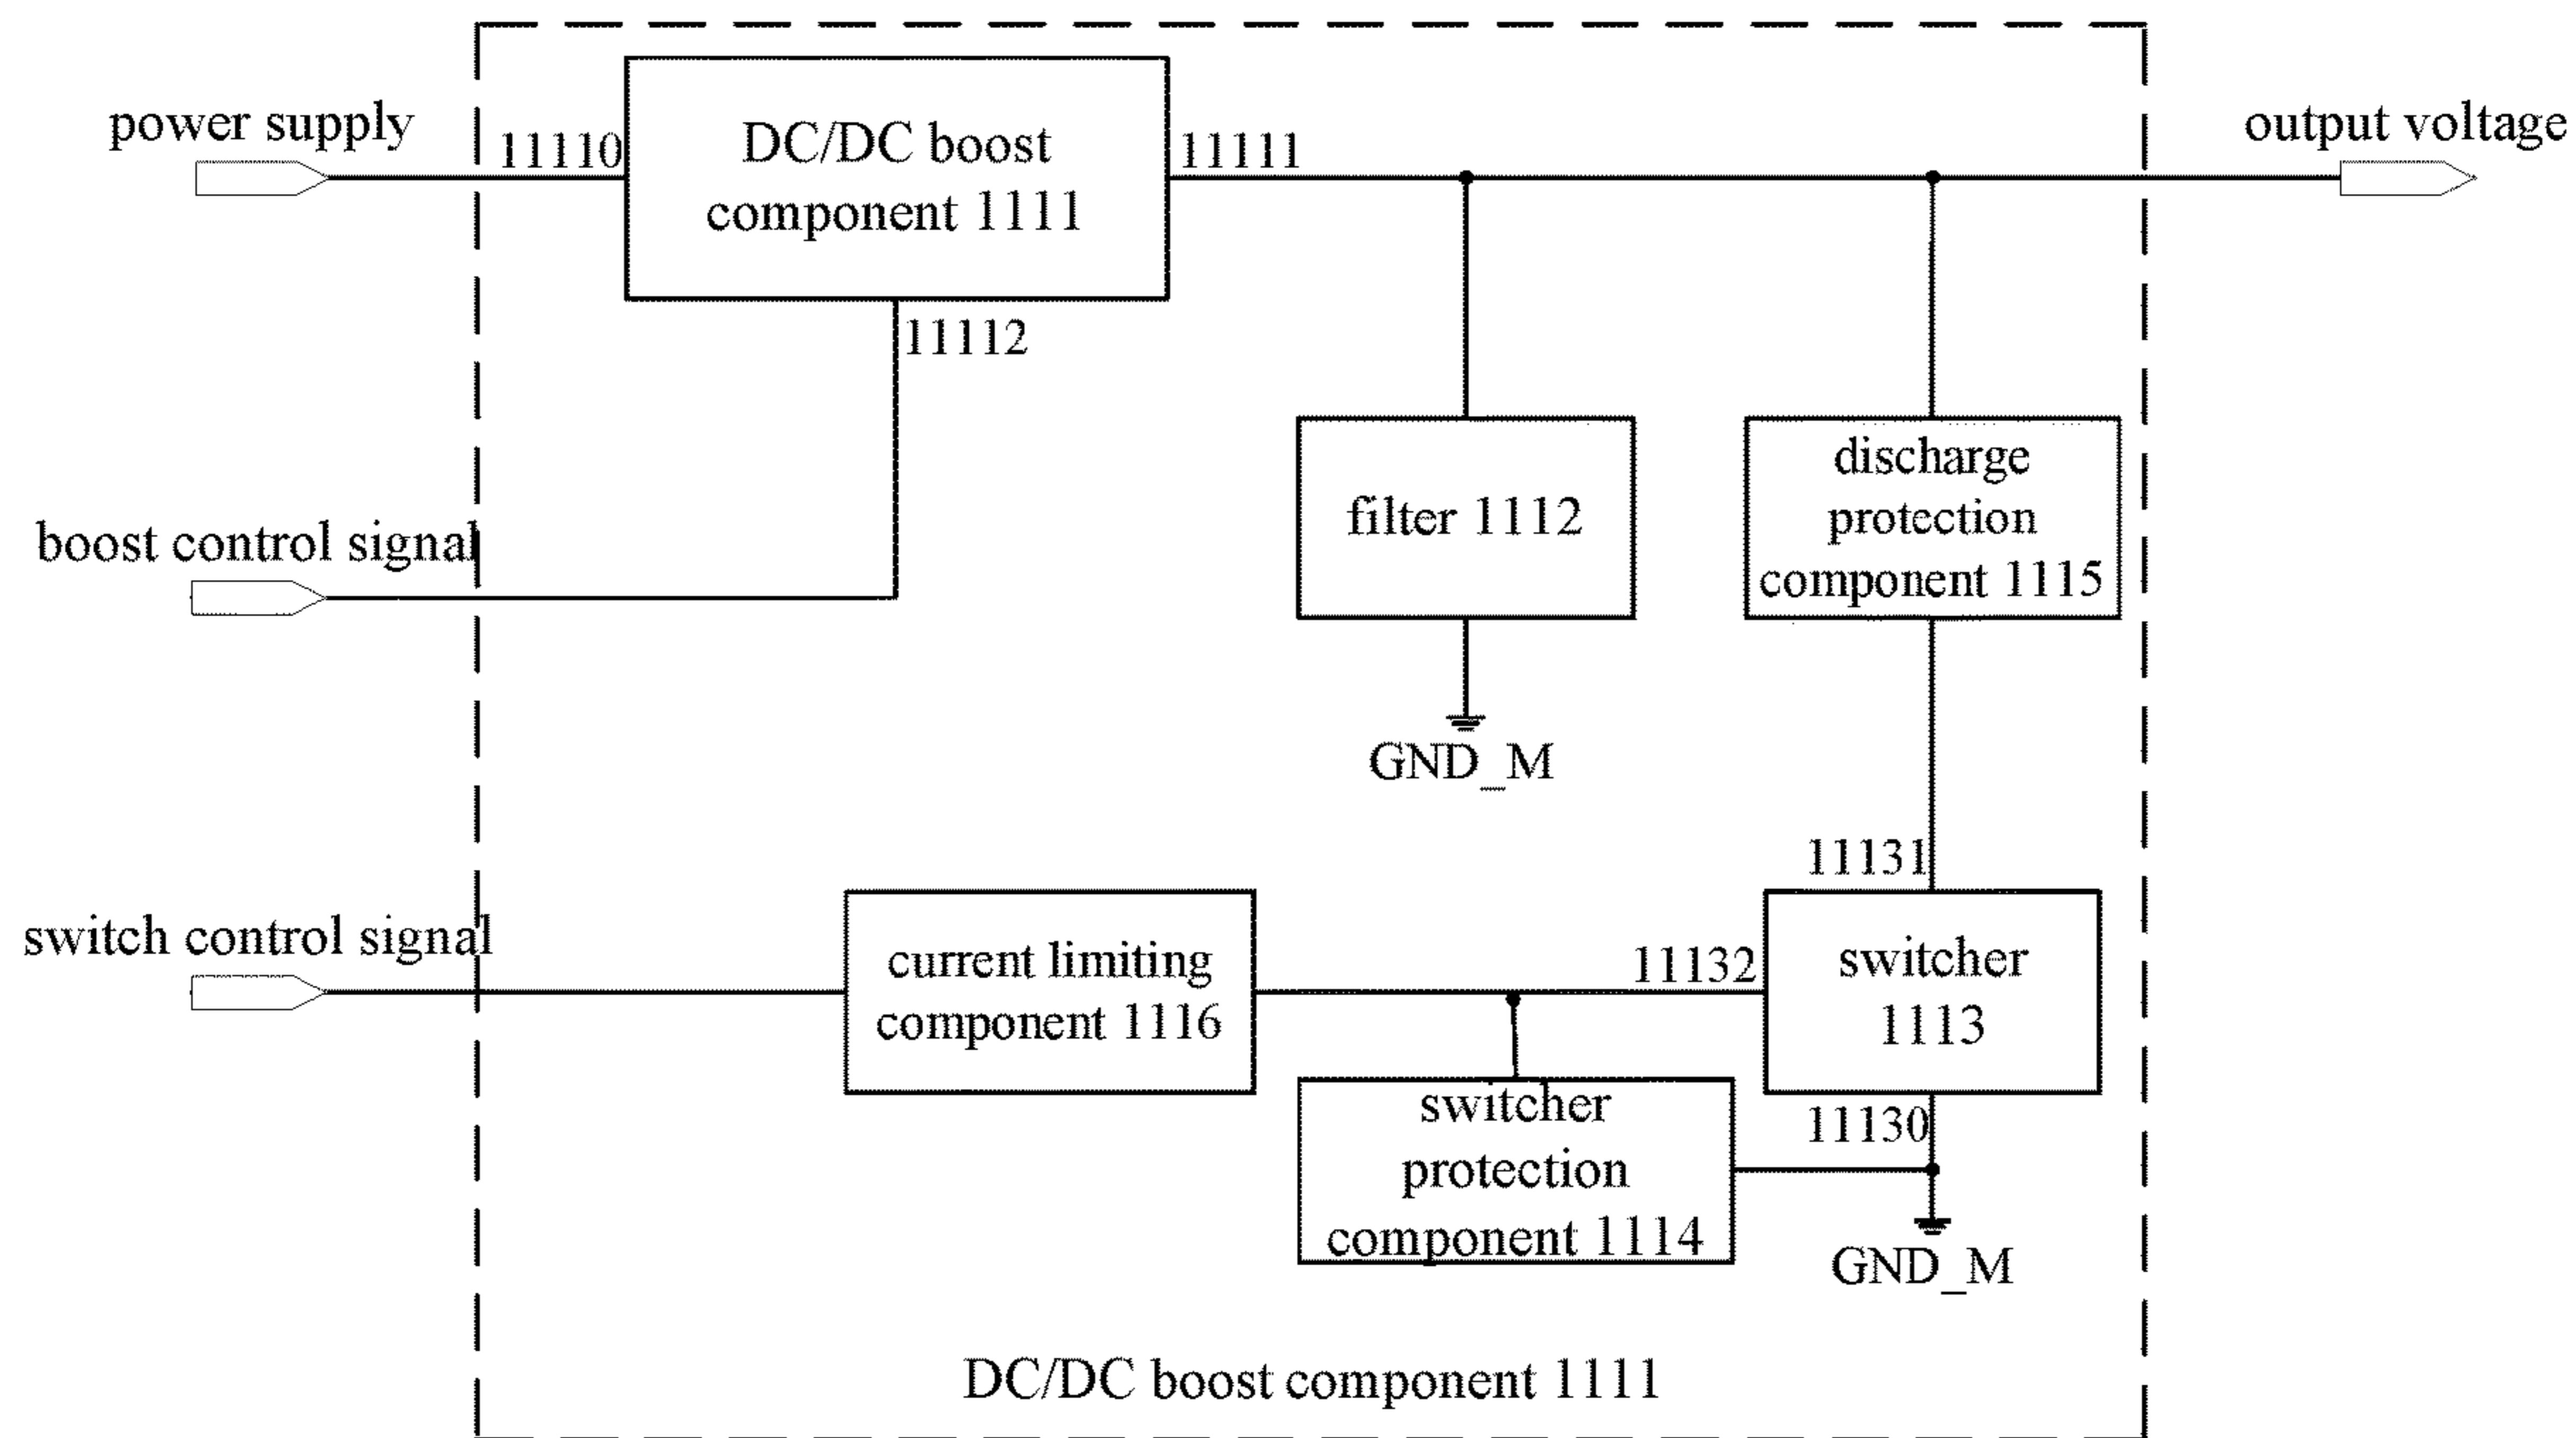 power supply
11110
DC/DC boost
component 1111
11111
output voltage
11112
boost control signal
filter 1112
discharge
protection
component 1115
GND_M
11131
switch control signal
current limiting
component 1116
11132
switcher
1113
switcher
protection
component 1114
11130
GND_M
DC/DC boost component 1111